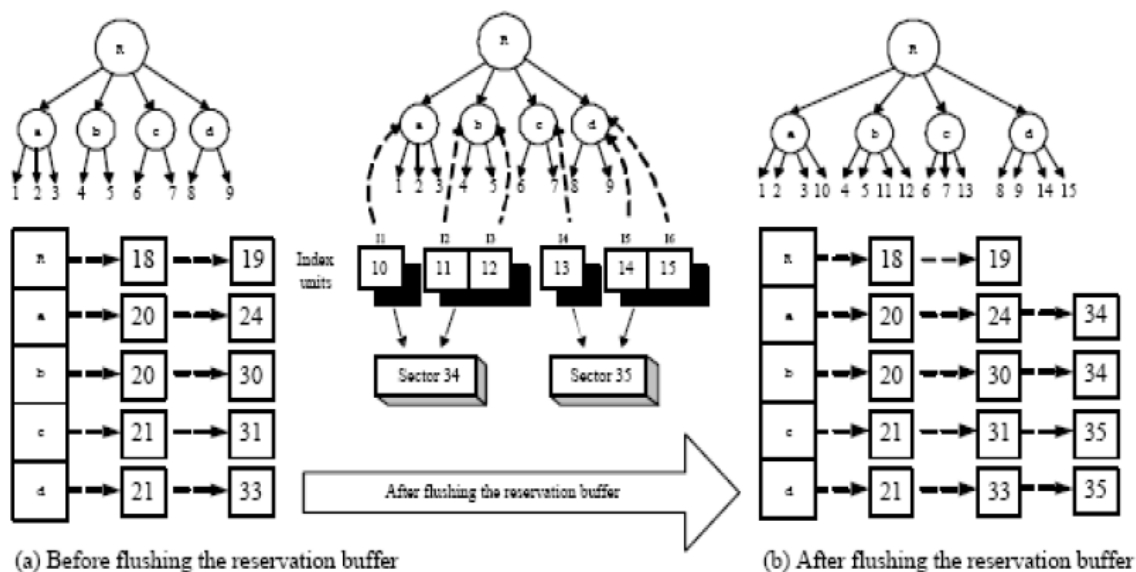 R
a b c d
1 2 3 4 5 6 7 8 9
R 18 19
a 20 24
b 20 30
c 21 31
d 21 33
(a) Before flushing the reservation buffer
R
a b c d
1 2 3 4 5 6 7 8 9
I1 I2 I3 I4 I5 I6
Index
units
10 11 12 13 14 15
Sector 34 Sector 35
After flushing the reservation buffer
R
a b c d
1 2 3 10 4 5 11 12 6 7 13 8 9 14 15
R 18 19
a 20 24 34
b 20 30 34
c 21 31 35
d 21 33 35
(b) After flushing the reservation buffer